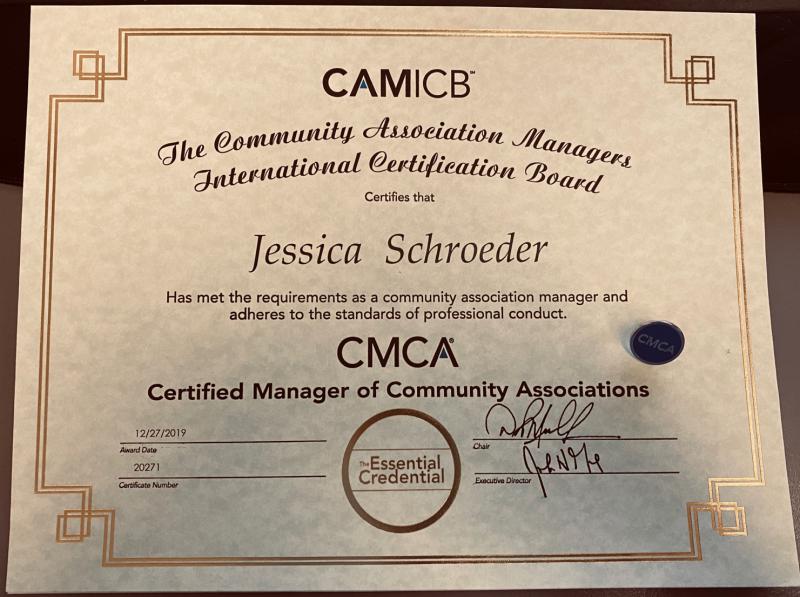 CAMICB™
The Community Association Managers
International Certification Board
Certifies that
Jessica Schroeder
Has met the requirements as a community association manager and
adheres to the standards of professional conduct.
CMCA®
CMCA
Certified Manager of Community Associations
12/27/2019
Award Date
20271
Certificate Number
The Essential
Credential
Chair
Executive Director